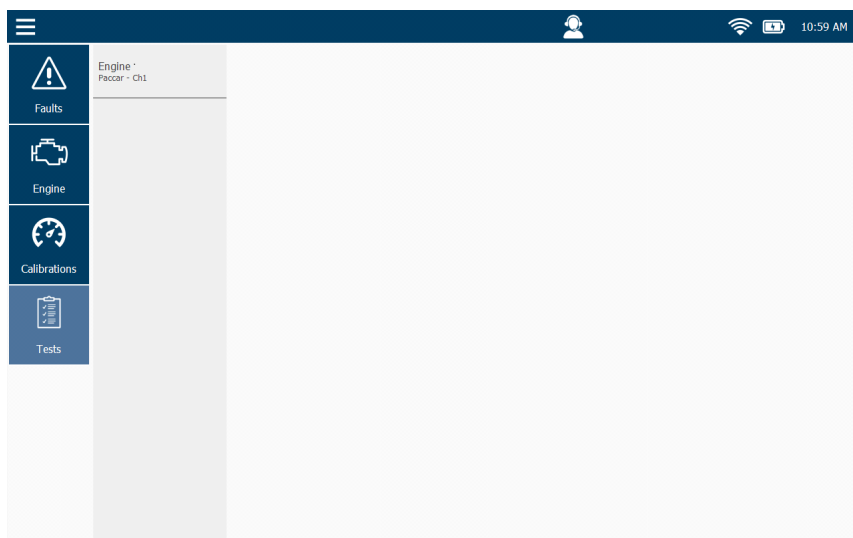 10:59 AM
Faults
Engine
Calibrations
Tests
Engine
Paccar - Ch1